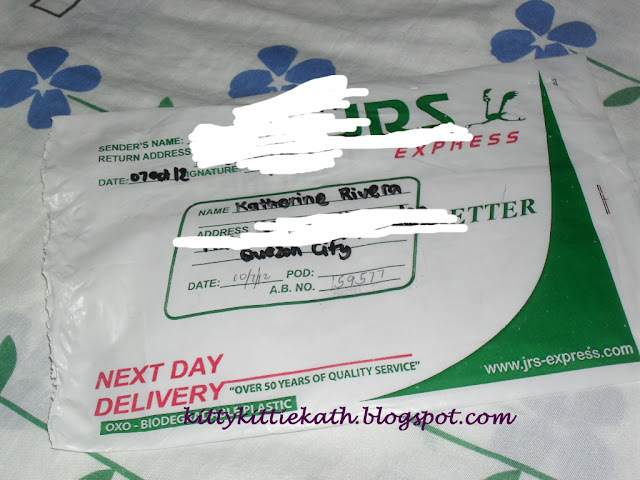 SENDER'S NAME:
RETURN ADDRESS
JRS
EXPRESS
DATE: 07Oct12 SIGNATURE
NAME Katherine Rivera
ADDRESS
ETTER
Quezon City
DATE: 10/7/12 POD:
A.B. NO. 159577
NEXT DAY
DELIVERY "OVER 50 YEARS OF QUALITY SERVICE"
www.jrs-express.com
OXO - BIODEGRADABLE PLASTIC
kittykittiekath.blogspot.com